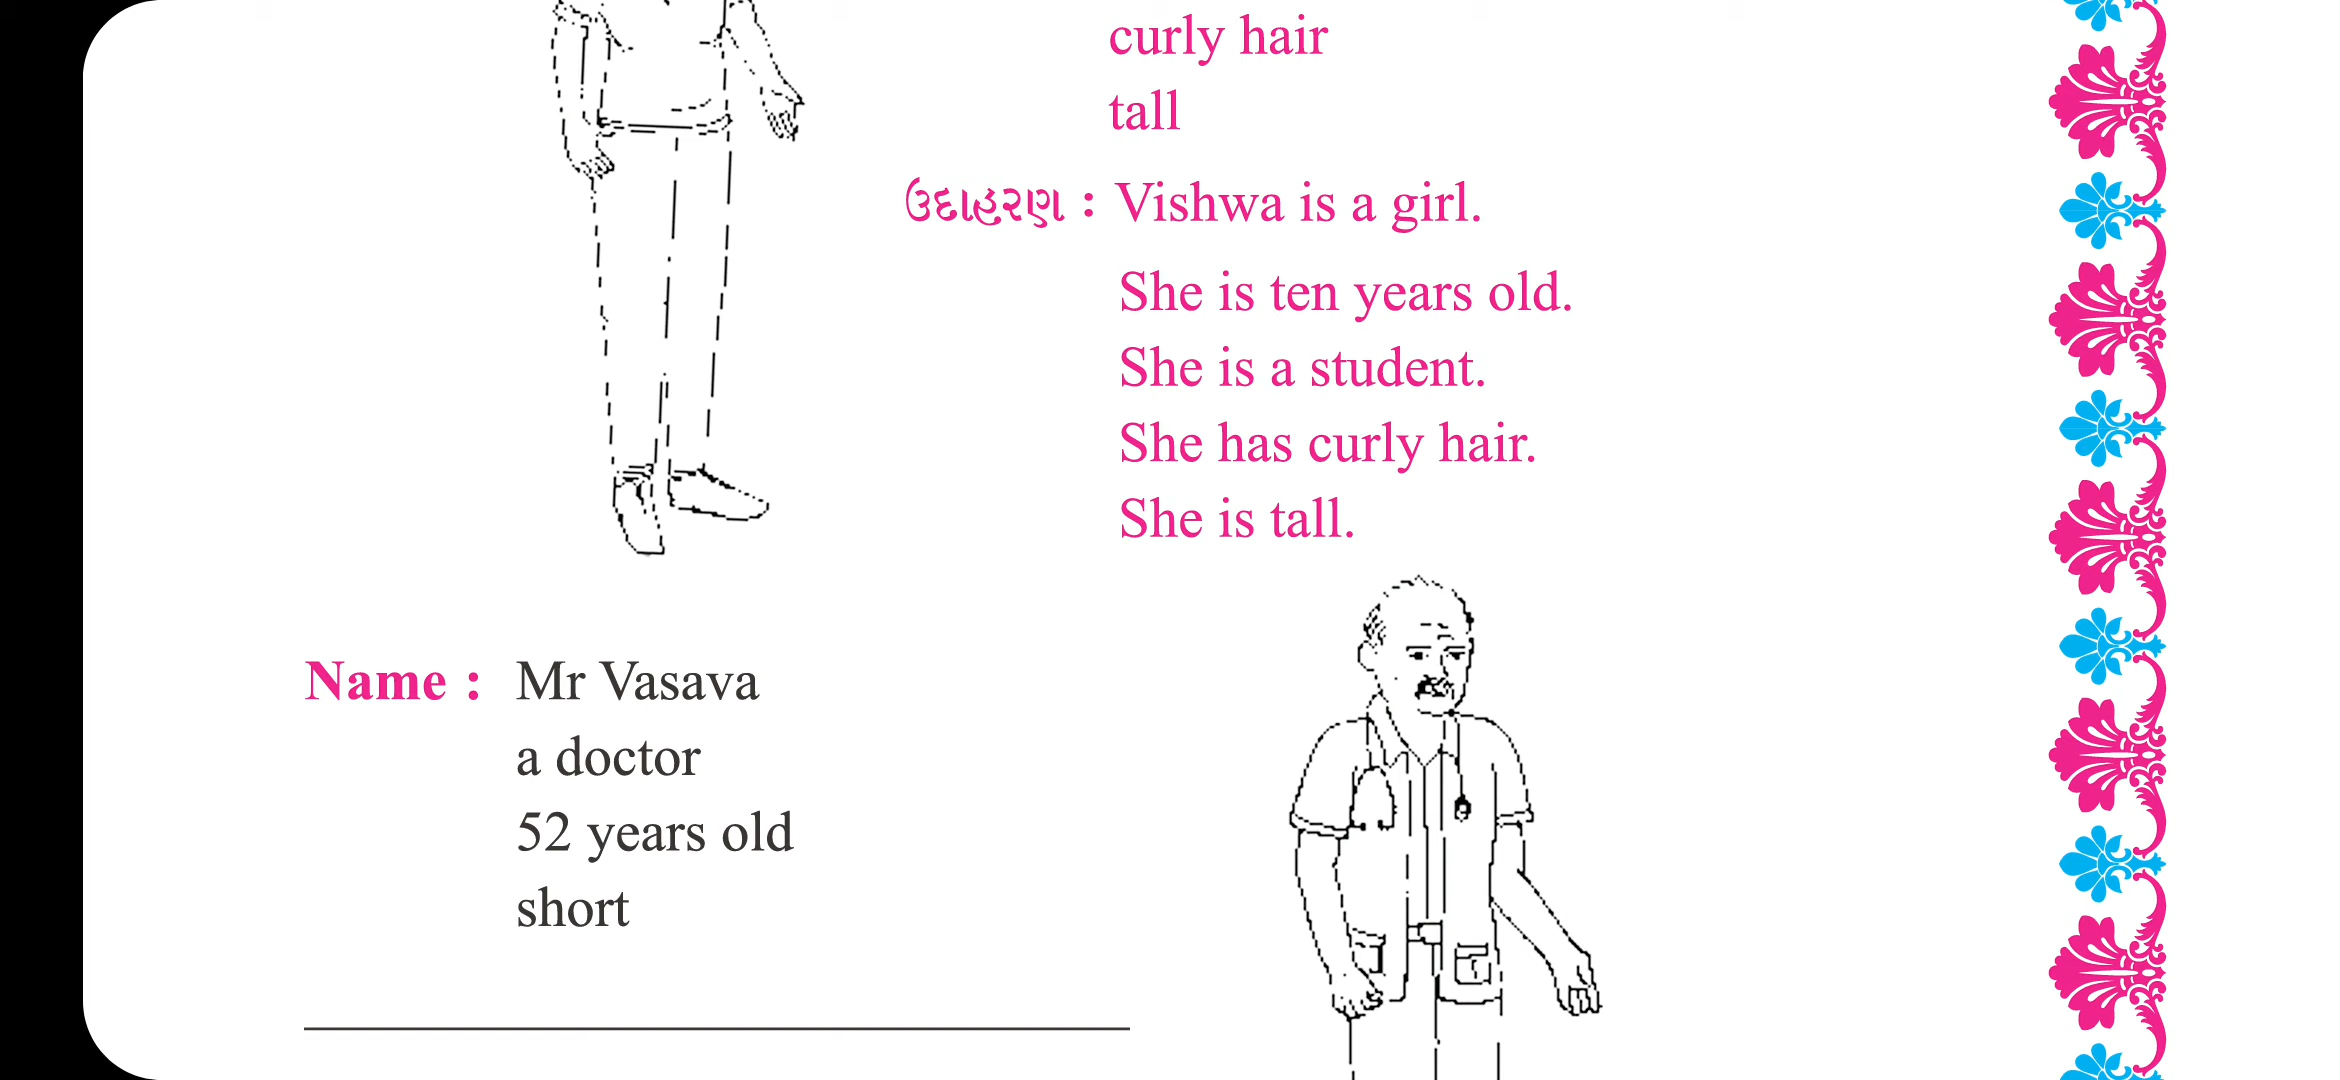 curly hair
tall
ઉદાહરણ : Vishwa is a girl.
She is ten years old.
She is a student.
She has curly hair.
She is tall.
Name : Mr Vasava
a doctor
52 years old
short